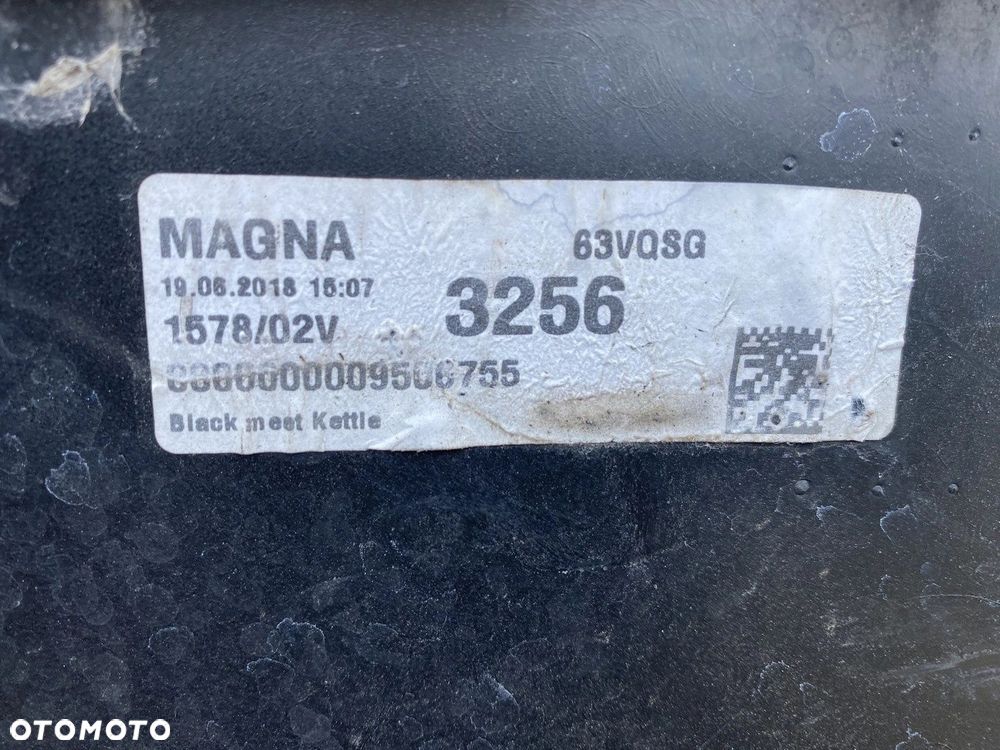 MAGNA
63VQSG
19.06.2018 15:07
3256
1578/02V
Black meet Kettle
OTOMOTO